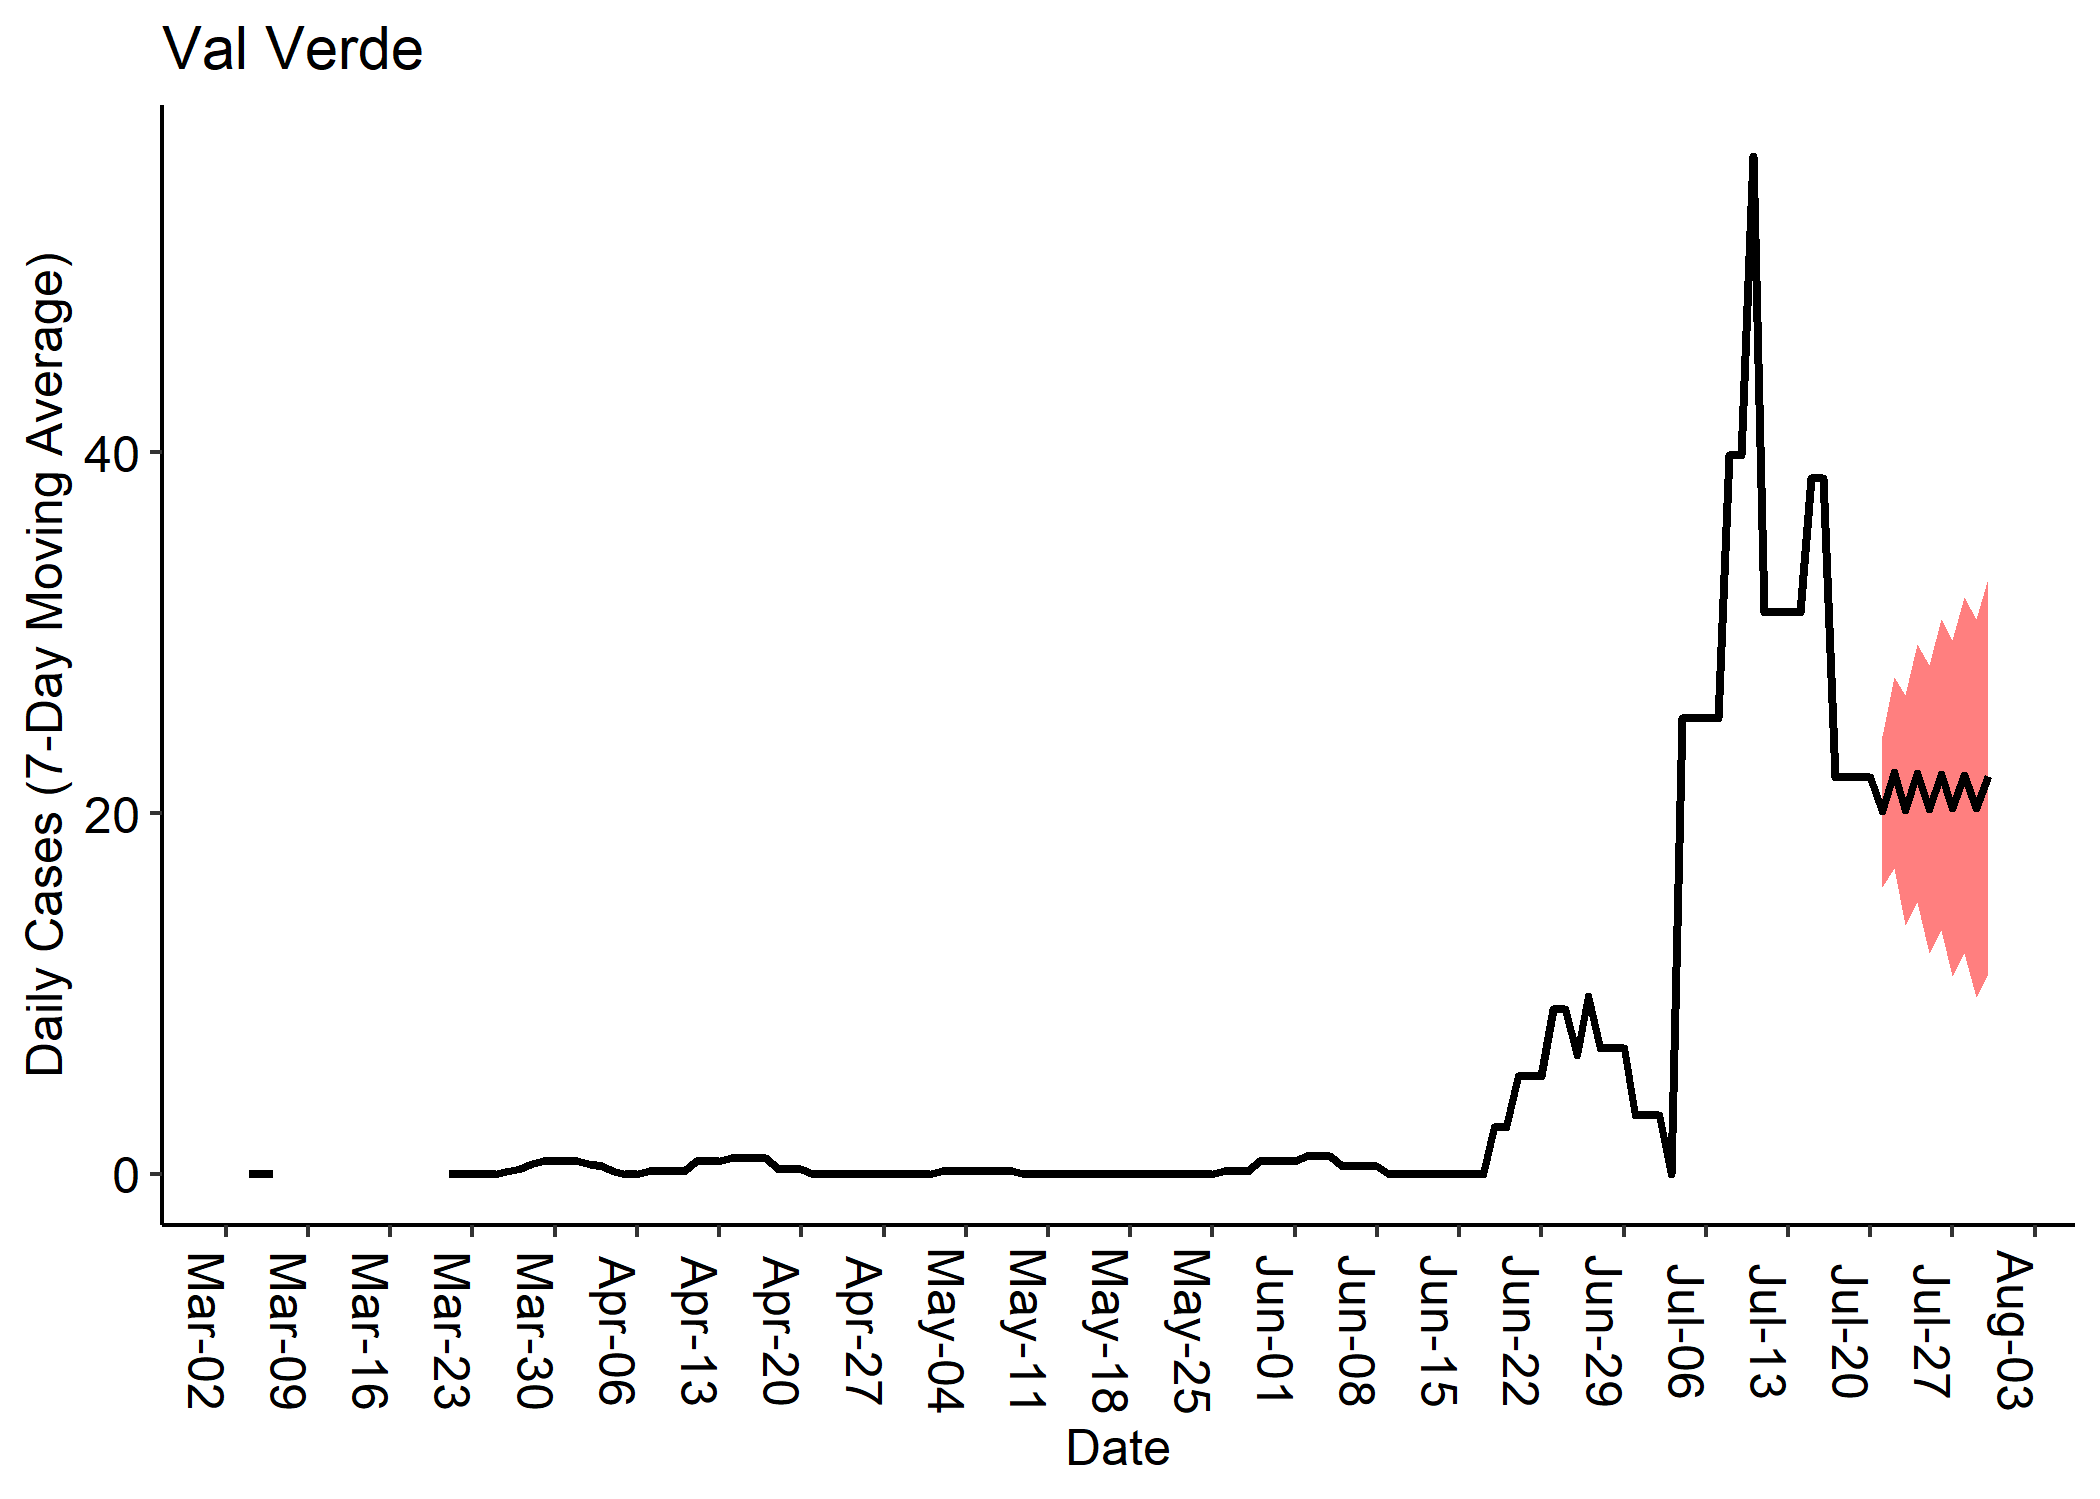 Val Verde
Daily Cases (7-Day Moving Average)
40
20
0
Mar-02
Mar-09
Mar-16
Mar-23
Mar-30
Apr-06
Apr-13
Apr-20
Apr-27
May-04
May-11
May-18
May-25
Jun-01
Jun-08
Jun-15
Jun-22
Jun-29
Jul-06
Jul-13
Jul-20
Jul-27
Aug-03
Date